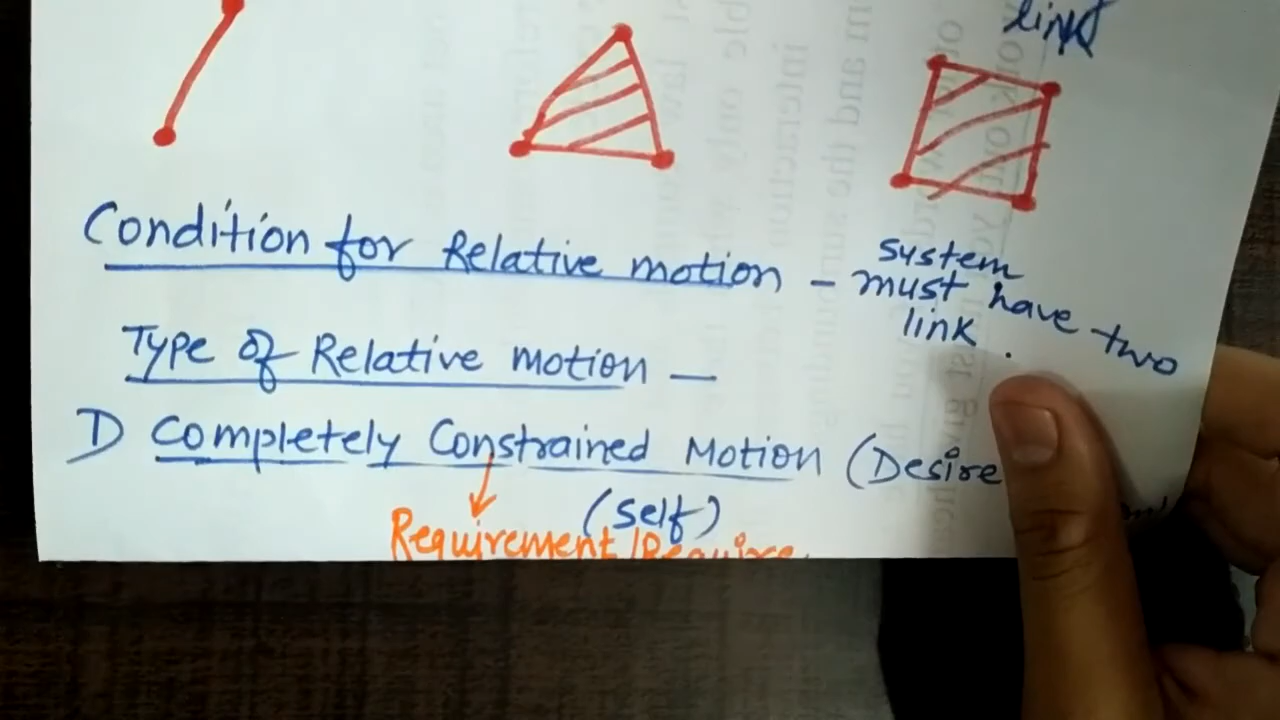 link
Condition for Relative motion - system
must have two
link.
Type of Relative motion -
1) Completely Constrained Motion (Desire
(Self)
Requirement/Require